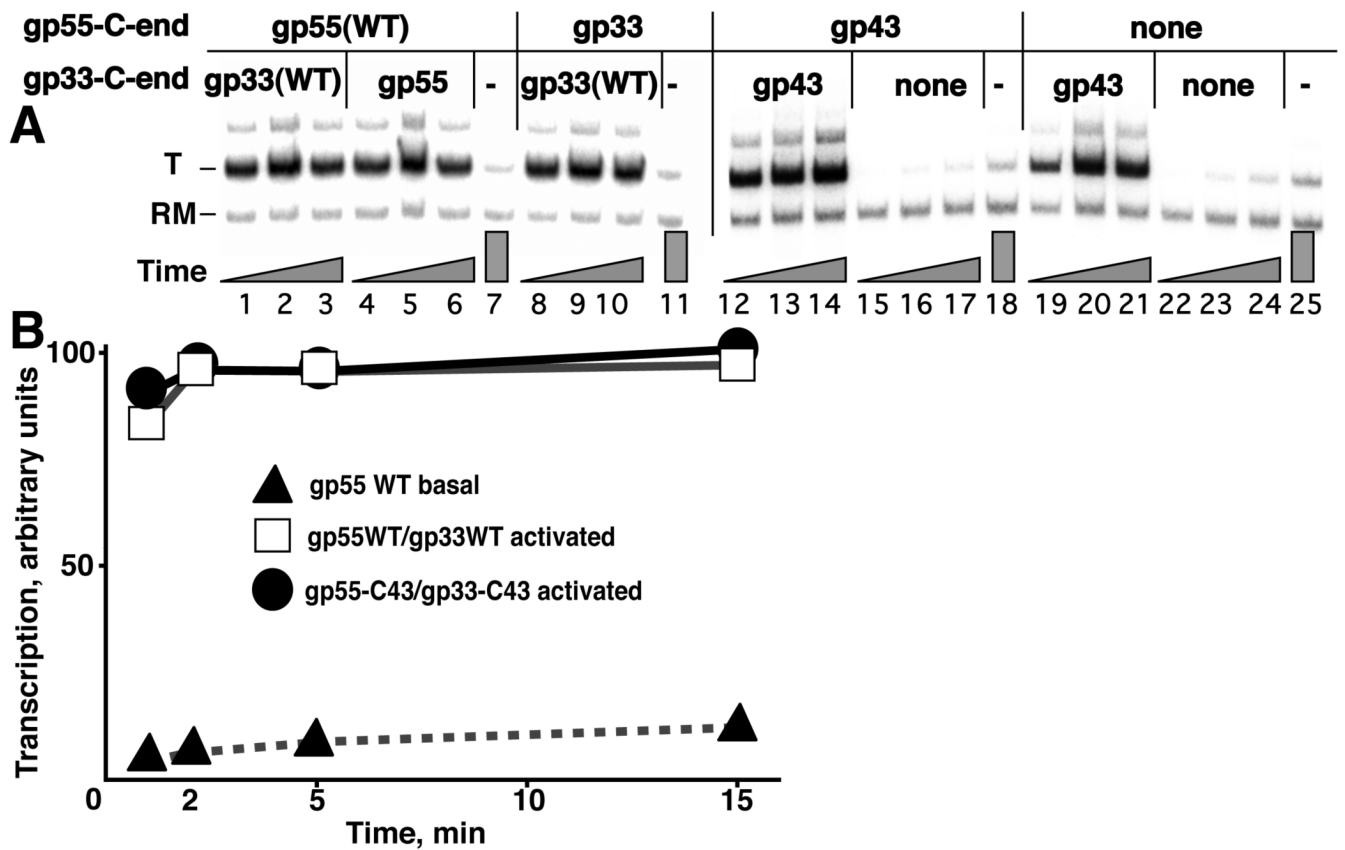 gp55-C-end gp55(WT) gp33 gp43 none
gp33-C-end gp33(WT) gp55 - gp33(WT) - gp43 none - gp43 none -
A
T
RM
Time
1 2 3 4 5 6 7 8 9 10 11 12 13 14 15 16 17 18 19 20 21 22 23 24 25
B
100
50
0 2 5 10 15
Transcription, arbitrary units
gp55 WT basal
gp55WT/gp33WT activated
gp55-C43/gp33-C43 activated
Time, min